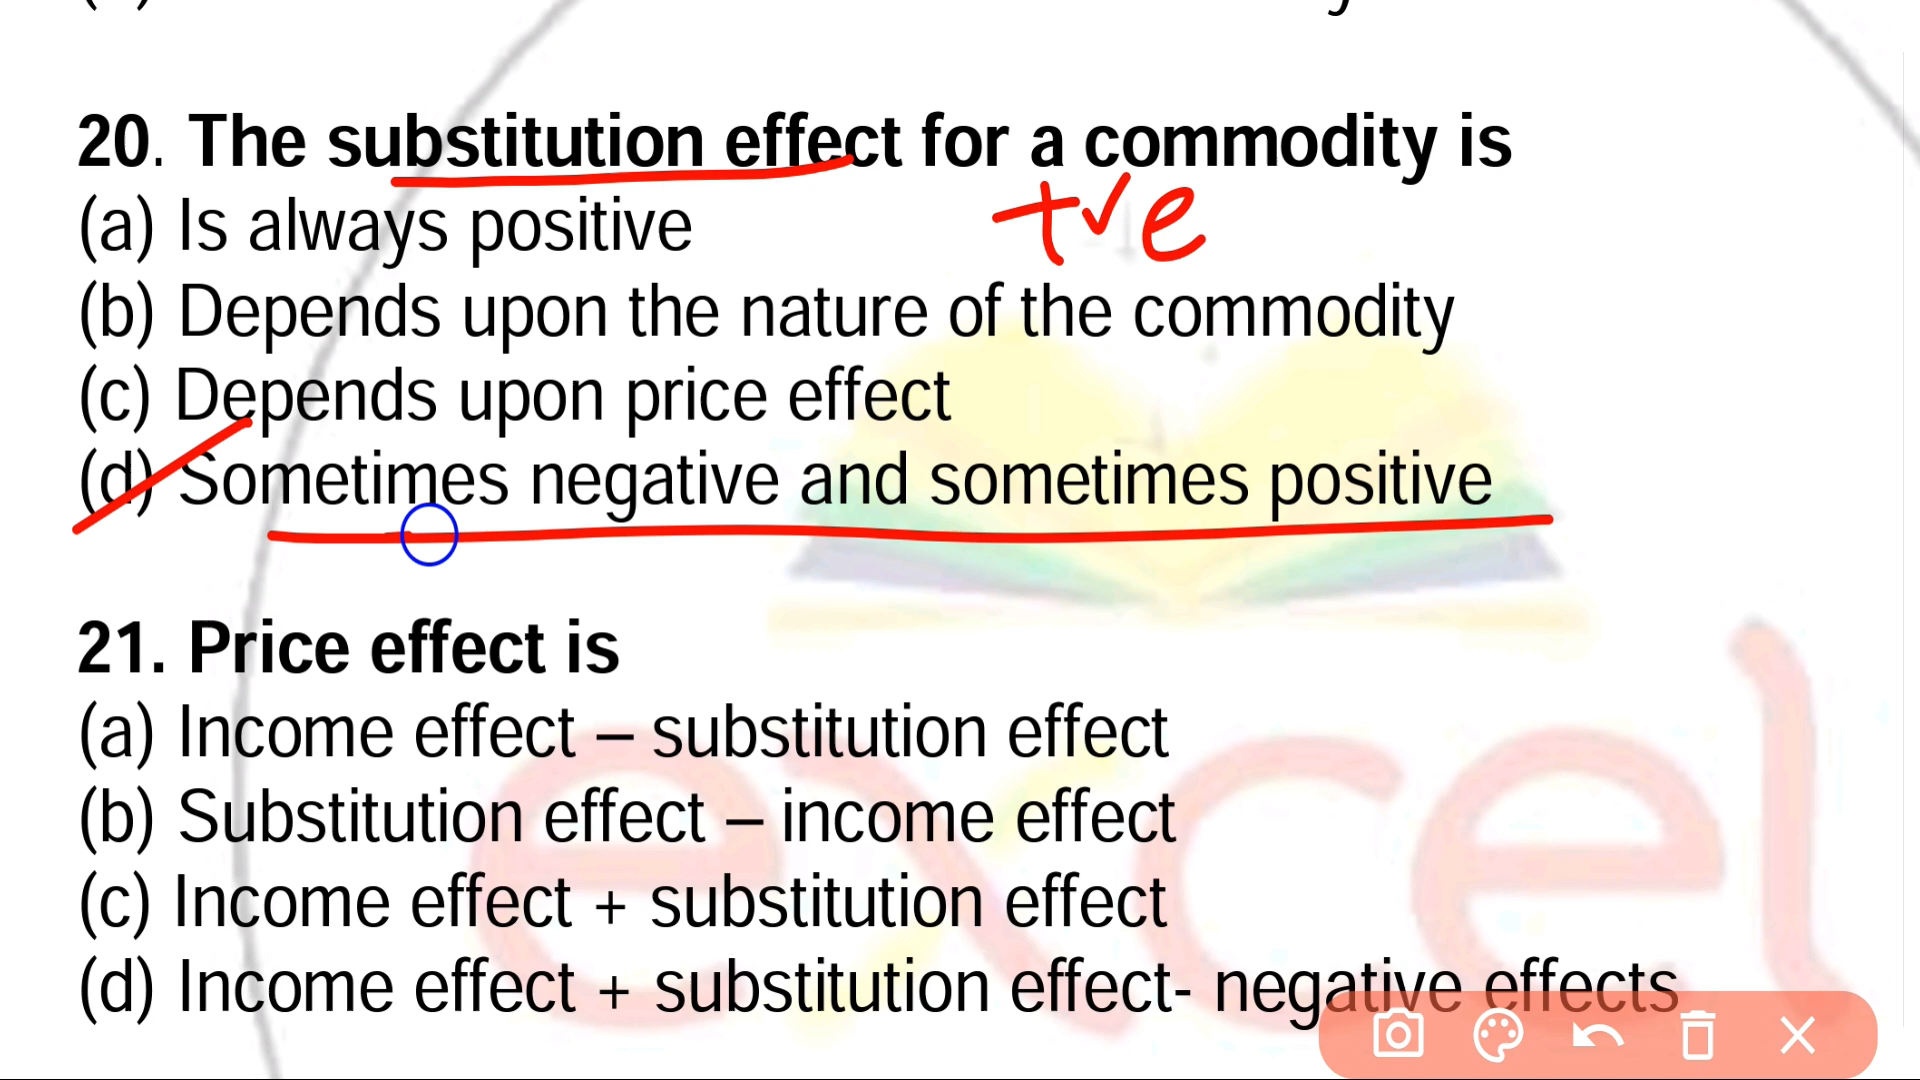 20. The substitution effect for a commodity is
+ve
(a) Is always positive
(b) Depends upon the nature of the commodity
(c) Depends upon price effect
(d) Sometimes negative and sometimes positive
21. Price effect is
(a) Income effect – substitution effect
(b) Substitution effect – income effect
(c) Income effect + substitution effect
(d) Income effect + substitution effect- negative effects
excel